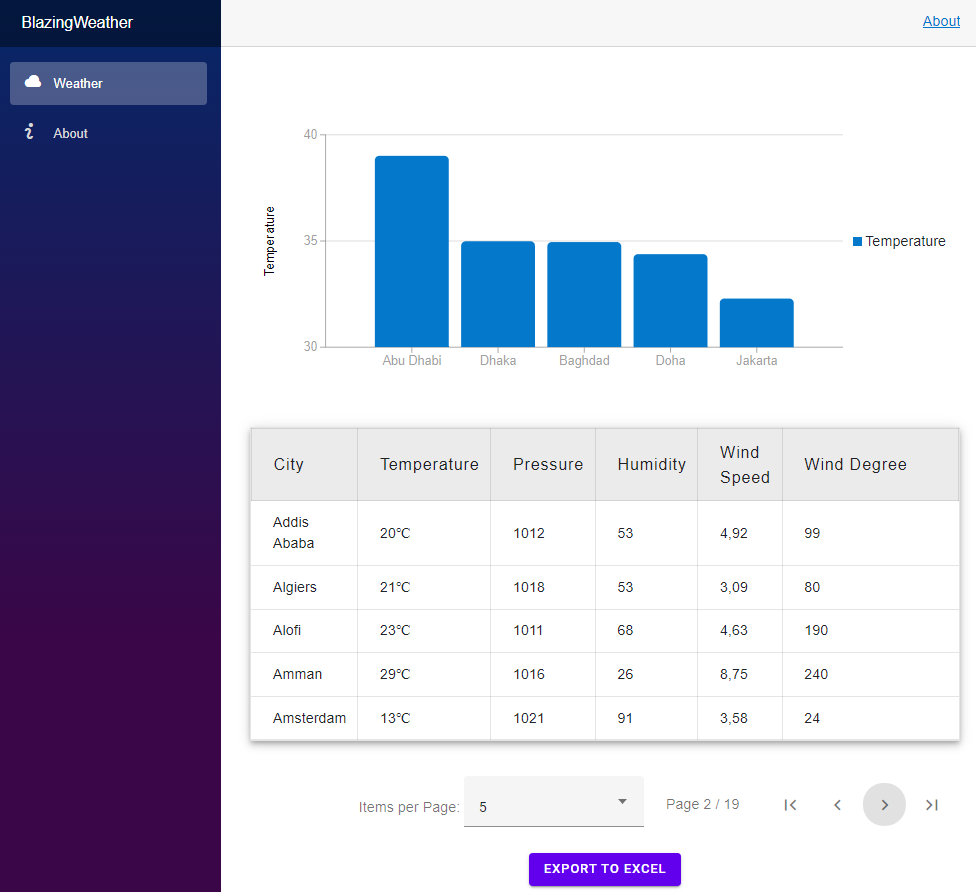 BlazingWeather
About
Weather
About
40
35
30
Temperature
Abu Dhabi
Dhaka
Baghdad
Doha
Jakarta
Temperature
City Temperature Pressure Humidity Wind Speed Wind Degree
Addis Ababa 20℃ 1012 53 4,92 99
Algiers 21℃ 1018 53 3,09 80
Alofi 23℃ 1011 68 4,63 190
Amman 29℃ 1016 26 8,75 240
Amsterdam 13℃ 1021 91 3,58 24
Items per Page: 5 Page 2 / 19
EXPORT TO EXCEL